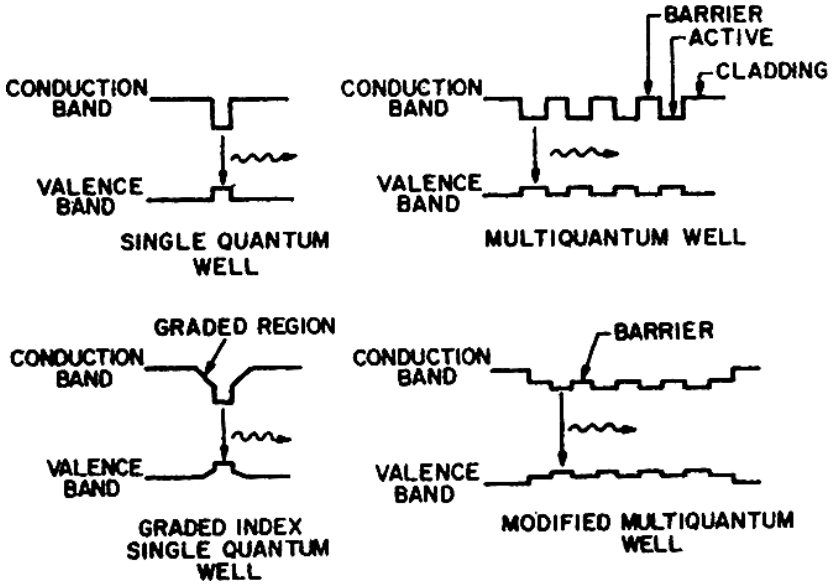 CONDUCTION
BAND
VALENCE
BAND
SINGLE QUANTUM
WELL
BARRIER
ACTIVE
CLADDING
CONDUCTION
BAND
VALENCE
BAND
MULTIQUANTUM WELL
GRADED REGION
CONDUCTION
BAND
VALENCE
BAND
GRADED INDEX
SINGLE QUANTUM
WELL
BARRIER
CONDUCTION
BAND
VALENCE
BAND
MODIFIED MULTIQUANTUM
WELL